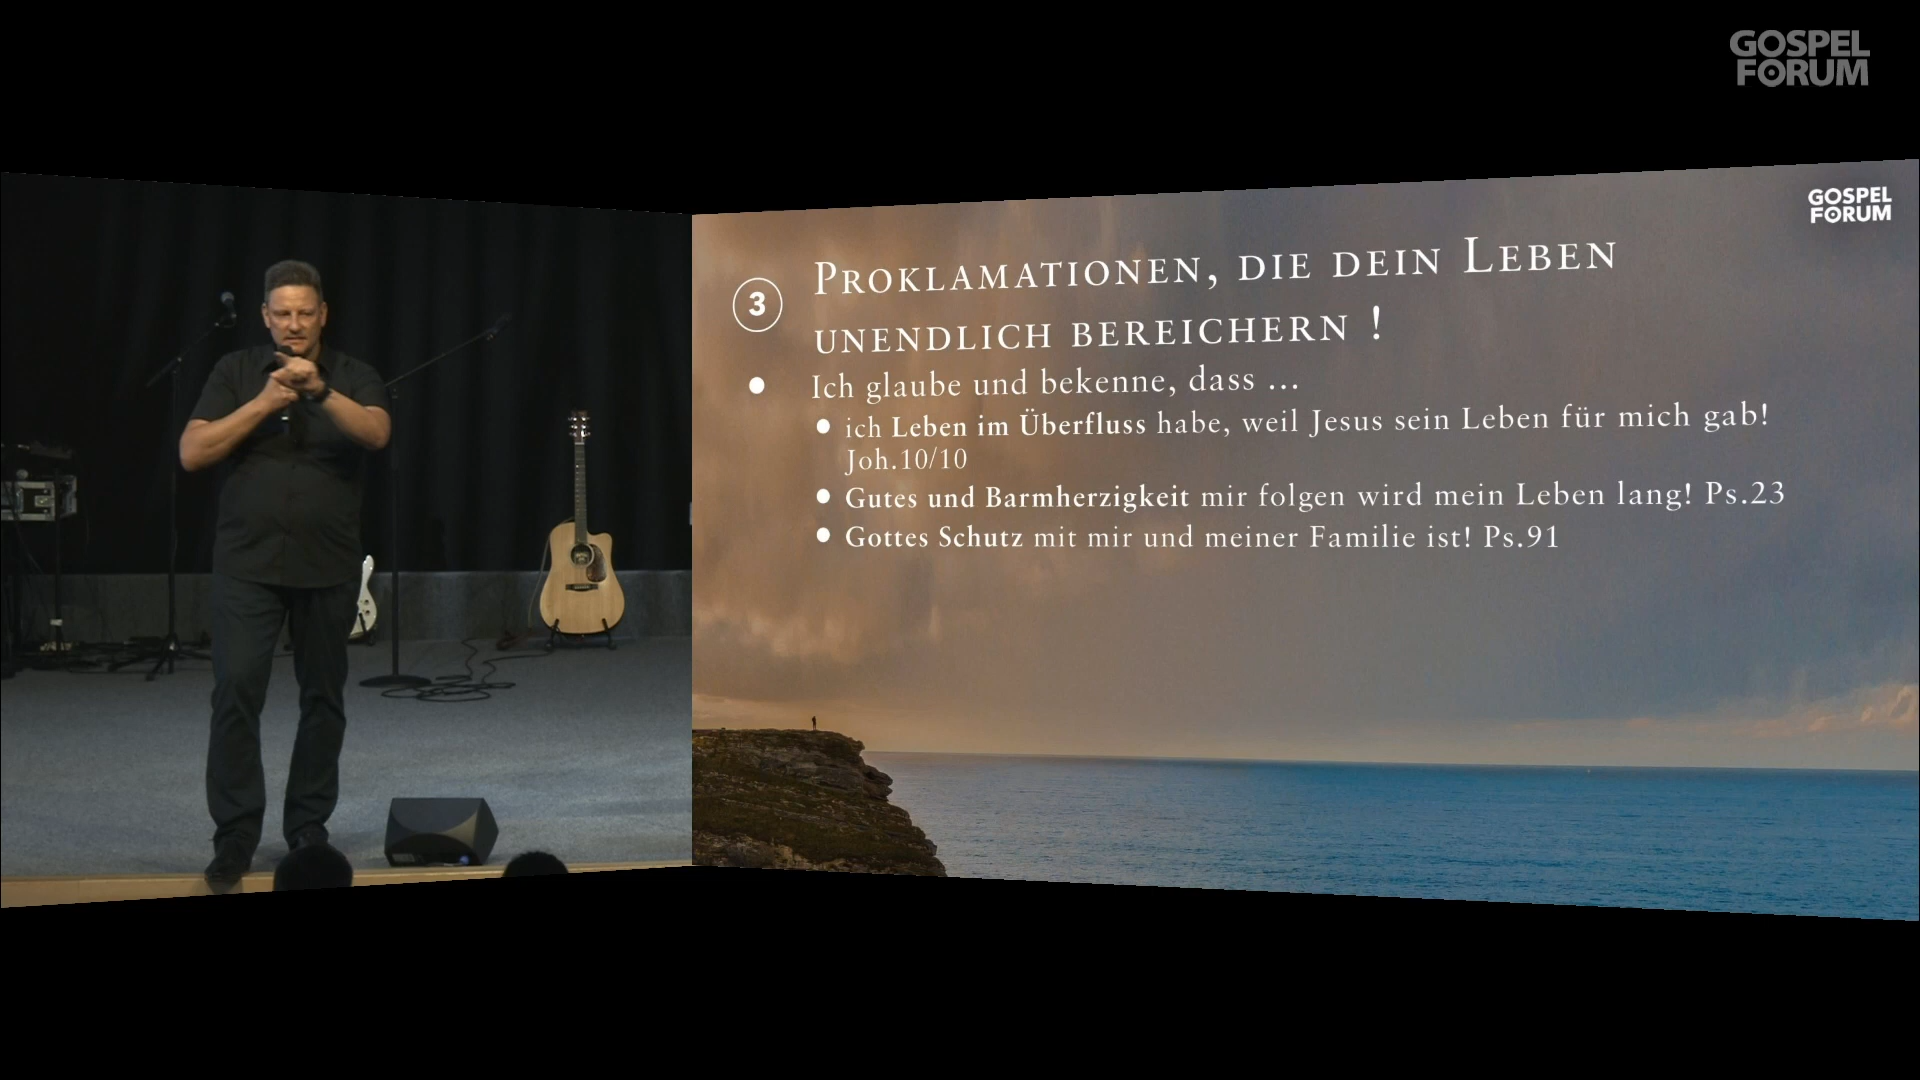 GOSPEL
FORUM
GOSPEL
FORUM
3
Proklamationen, die dein Leben
unendlich bereichern !
Ich glaube und bekenne, dass ...
ich Leben im Überfluss habe, weil Jesus sein Leben für mich gab!
Joh.10/10
Gutes und Barmherzigkeit mir folgen wird mein Leben lang! Ps.23
Gottes Schutz mit mir und meiner Familie ist! Ps.91